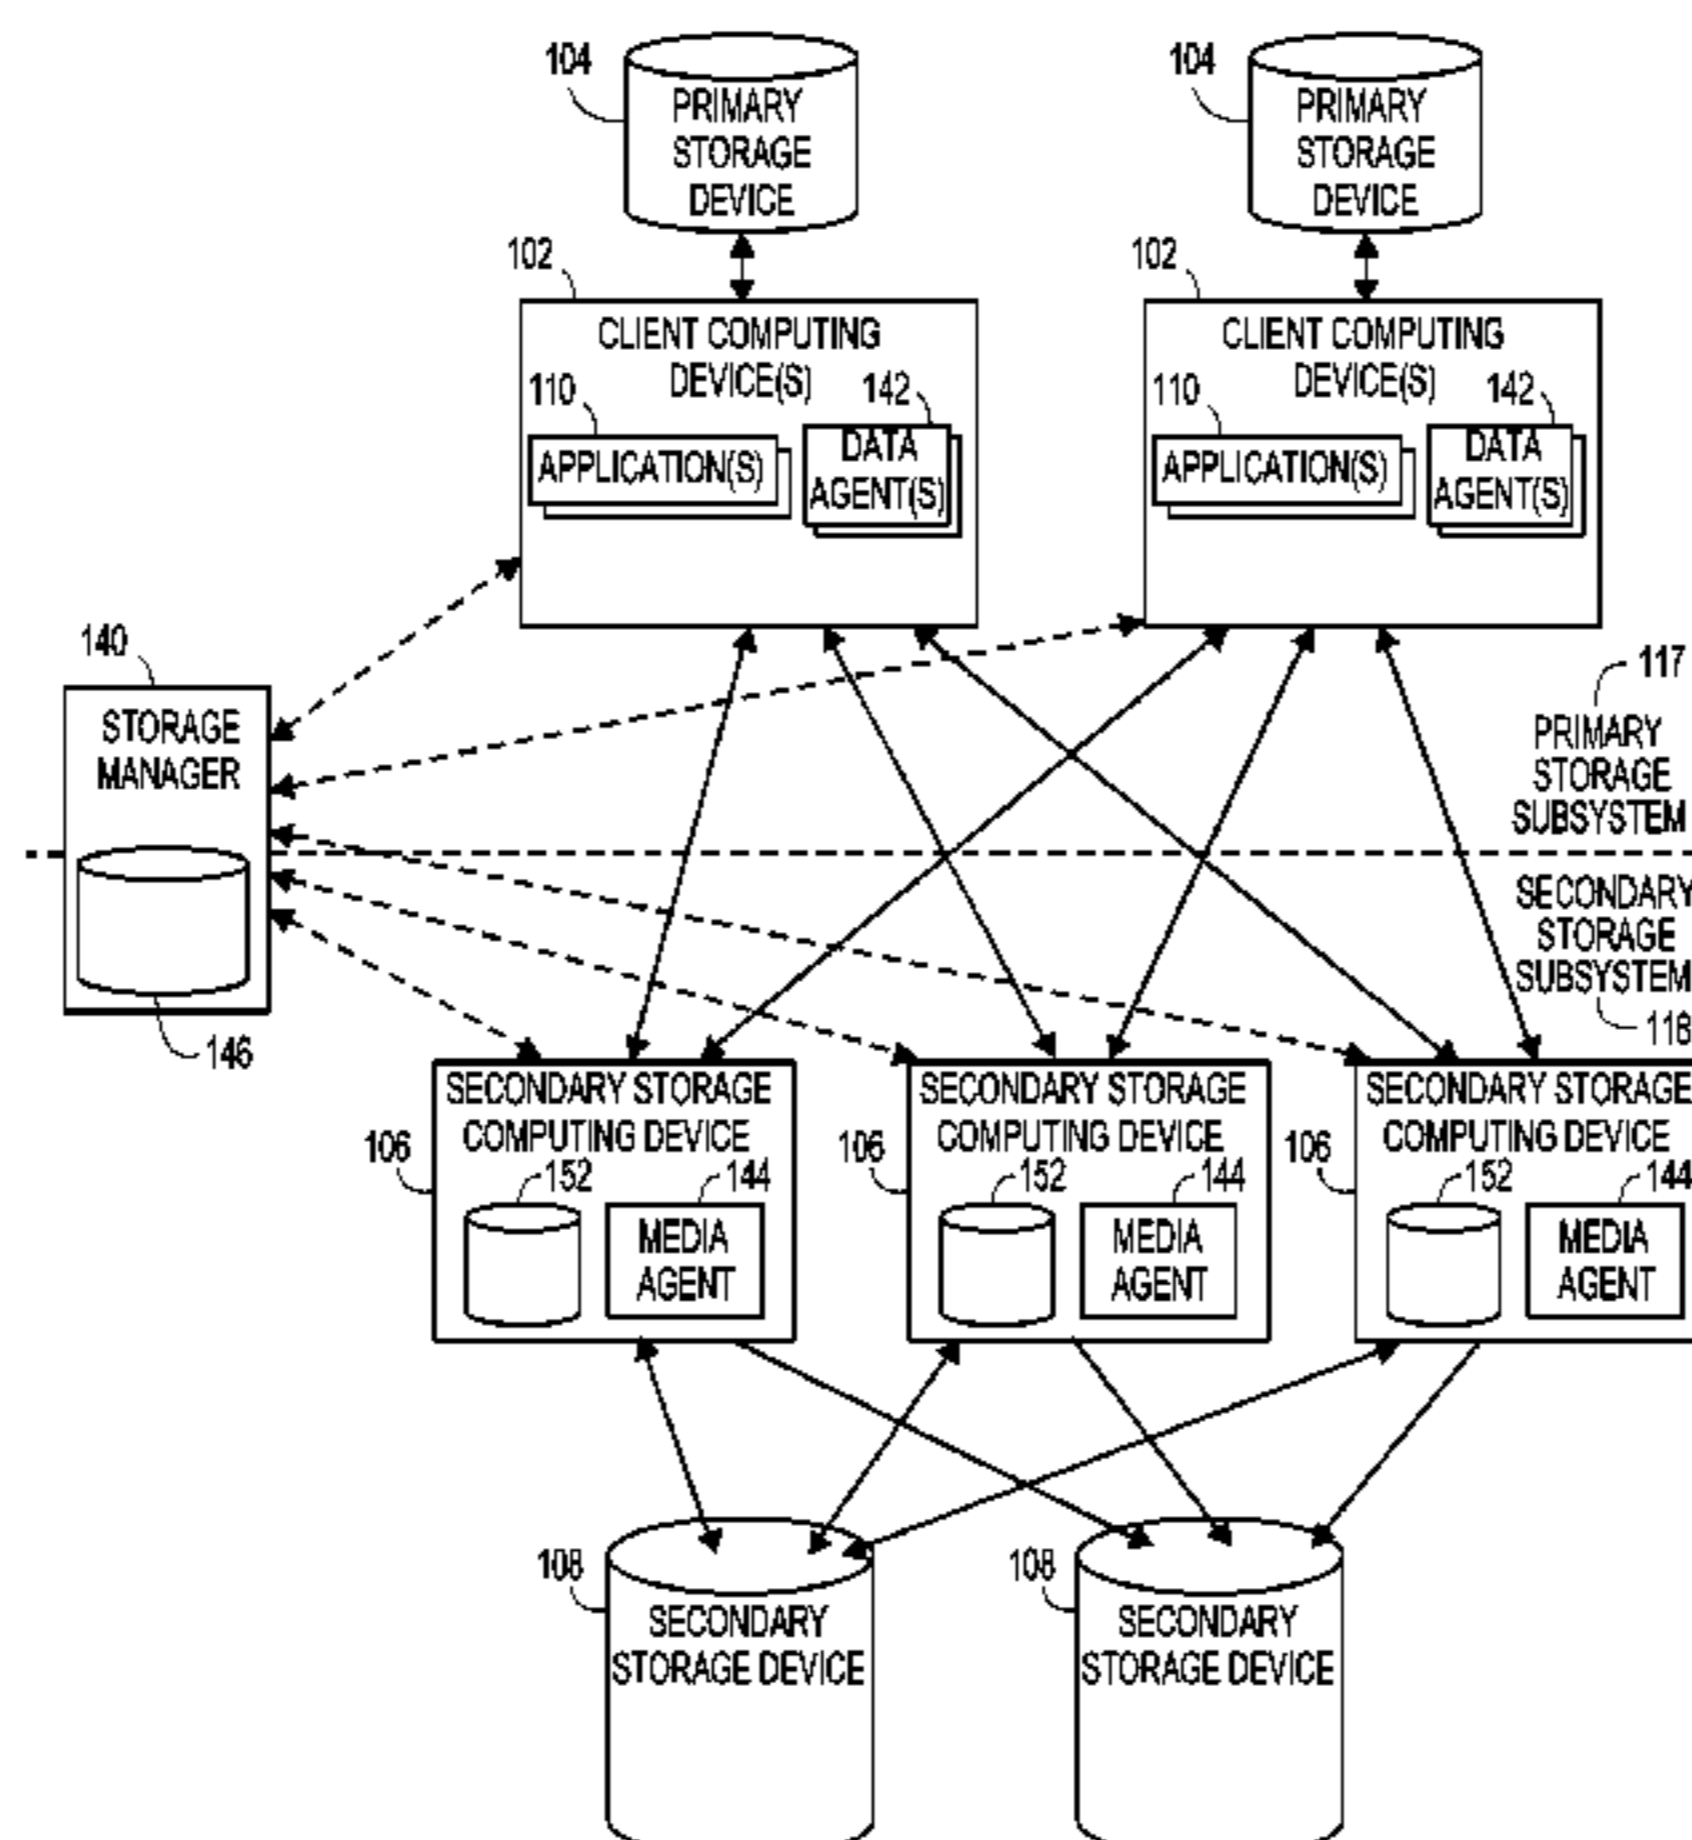 104
PRIMARY
STORAGE
DEVICE
104
PRIMARY
STORAGE
DEVICE
102
CLIENT COMPUTING
DEVICE(S)
110
142
APPLICATION(S)
DATA
AGENT(S)
102
CLIENT COMPUTING
DEVICE(S)
110
142
APPLICATION(S)
DATA
AGENT(S)
140
STORAGE
MANAGER
146
117
PRIMARY
STORAGE
SUBSYSTEM
SECONDARY
STORAGE
SUBSYSTEM
118
SECONDARY STORAGE
COMPUTING DEVICE
106
152
144
MEDIA
AGENT
SECONDARY STORAGE
COMPUTING DEVICE
106
152
144
MEDIA
AGENT
SECONDARY STORAGE
COMPUTING DEVICE
106
152
144
MEDIA
AGENT
108
SECONDARY
STORAGE DEVICE
108
SECONDARY
STORAGE DEVICE